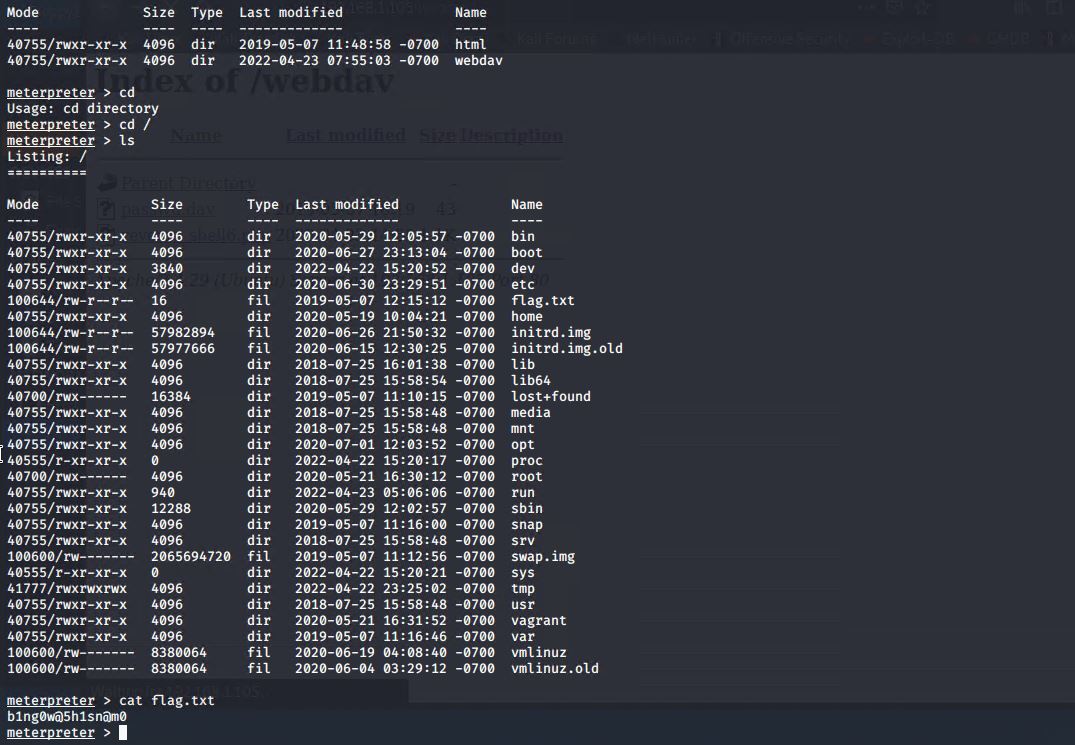 192.168.1.105
Kali Forums NetHunter Offensive Security Exploit-DB GHDB
Mode Size Type Last modified Name
---- ---- ---- ------------- ----
40755/rwxr-xr-x 4096 dir 2019-05-07 11:48:58 -0700 html
40755/rwxr-xr-x 4096 dir 2022-04-23 07:55:03 -0700 webdav
Index of /webdav
meterpreter > cd
Usage: cd directory
meterpreter > cd /
Name Last modified Size Description
meterpreter > ls
Listing: /
==========
Parent Directory -
Mode Size Type Last modified Name
---- ---- ---- ------------- ----
40755/rwxr-xr-x 4096 dir 2020-05-29 12:05:57 -0700 bin
40755/rwxr-xr-x 4096 dir 2020-06-27 23:13:04 -0700 boot
40755/rwxr-xr-x 3840 dir 2022-04-22 15:20:52 -0700 dev
40755/rwxr-xr-x 4096 dir 2020-06-30 23:29:51 -0700 etc
100644/rw-r--r-- 16 fil 2019-05-07 12:15:12 -0700 flag.txt
40755/rwxr-xr-x 4096 dir 2020-05-19 10:04:21 -0700 home
100644/rw-r--r-- 57982894 fil 2020-06-26 21:50:32 -0700 initrd.img
100644/rw-r--r-- 57977666 fil 2020-06-15 12:30:25 -0700 initrd.img.old
40755/rwxr-xr-x 4096 dir 2018-07-25 16:01:38 -0700 lib
40755/rwxr-xr-x 4096 dir 2018-07-25 15:58:54 -0700 lib64
40700/rwx------ 16384 dir 2019-05-07 11:10:15 -0700 lost+found
40755/rwxr-xr-x 4096 dir 2018-07-25 15:58:48 -0700 media
40755/rwxr-xr-x 4096 dir 2018-07-25 15:58:48 -0700 mnt
40755/rwxr-xr-x 4096 dir 2020-07-01 12:03:52 -0700 opt
40555/r-xr-xr-x 0 dir 2022-04-22 15:20:17 -0700 proc
40700/rwx------ 4096 dir 2020-05-21 16:30:12 -0700 root
40755/rwxr-xr-x 940 dir 2022-04-23 05:06:06 -0700 run
40755/rwxr-xr-x 12288 dir 2020-05-29 12:02:57 -0700 sbin
40755/rwxr-xr-x 4096 dir 2019-05-07 11:16:00 -0700 snap
40755/rwxr-xr-x 4096 dir 2018-07-25 15:58:48 -0700 srv
100600/rw------- 2065694720 fil 2019-05-07 11:12:56 -0700 swap.img
40555/r-xr-xr-x 0 dir 2022-04-22 15:20:21 -0700 sys
41777/rwxrwxrwx 4096 dir 2022-04-22 23:25:02 -0700 tmp
40755/rwxr-xr-x 4096 dir 2018-07-25 15:58:48 -0700 usr
40755/rwxr-xr-x 4096 dir 2020-05-21 16:31:52 -0700 vagrant
40755/rwxr-xr-x 4096 dir 2019-05-07 11:16:46 -0700 var
100600/rw------- 8380064 fil 2020-06-19 04:08:40 -0700 vmlinuz
100600/rw------- 8380064 fil 2020-06-04 03:29:12 -0700 vmlinuz.old
meterpreter > cat flag.txt
b1ng0w@5h1sn@m0
meterpreter >